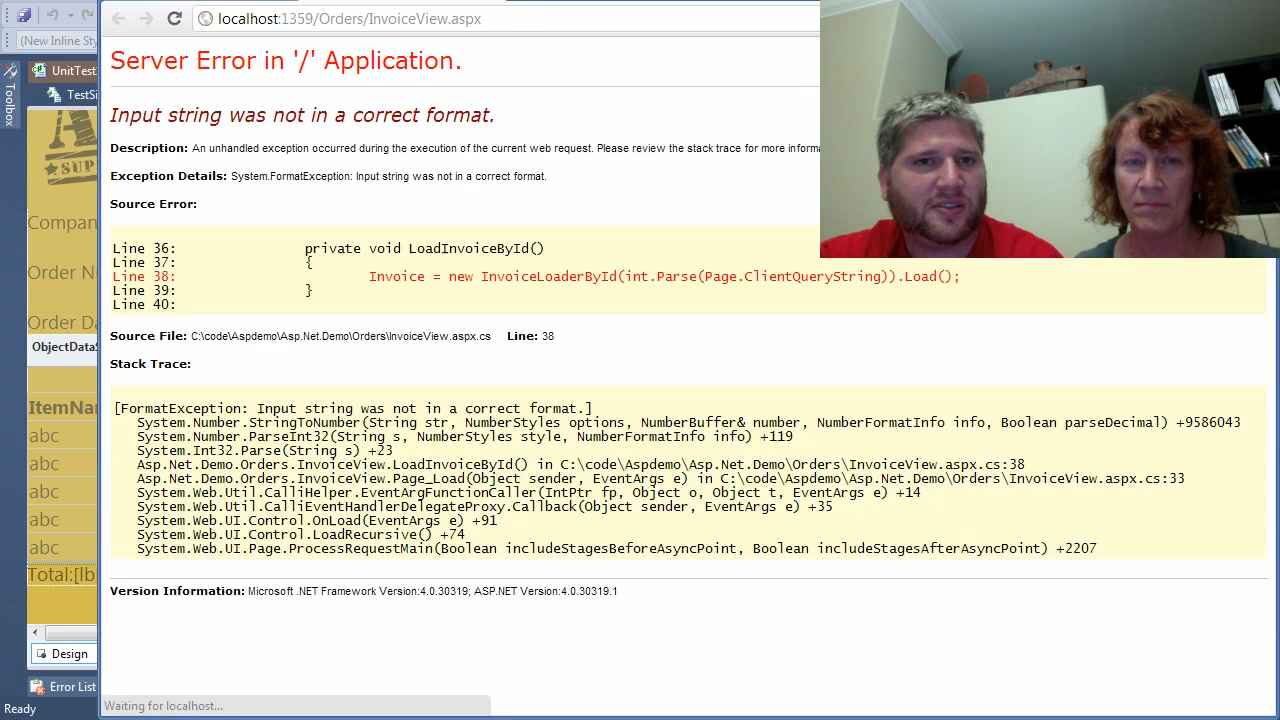 localhost:1359/Orders/InvoiceView.aspx
(New Inline Sty
UnitTest
Toolbox
TestSi
A
SUP
Compan
Order N
Order Da
ObjectDataS
ItemNa
abc
abc
abc
abc
abc
Total:[lb
Design
Error List
Ready
Server Error in '/' Application.
Input string was not in a correct format.
Description: An unhandled exception occurred during the execution of the current web request. Please review the stack trace for more informa
Exception Details: System.FormatException: Input string was not in a correct format.
Source Error:
Line 36: private void LoadInvoiceById()
Line 37: {
Line 38: Invoice = new InvoiceLoaderById(int.Parse(Page.ClientQueryString)).Load();
Line 39: }
Line 40:
Source File: C:\code\Aspdemo\Asp.Net.Demo\Orders\InvoiceView.aspx.cs Line: 38
Stack Trace:
[FormatException: Input string was not in a correct format.]
System.Number.StringToNumber(String str, NumberStyles options, NumberBuffer& number, NumberFormatInfo info, Boolean parseDecimal) +9586043
System.Number.ParseInt32(String s, NumberStyles style, NumberFormatInfo info) +119
System.Int32.Parse(String s) +23
Asp.Net.Demo.Orders.InvoiceView.LoadInvoiceById() in C:\code\Aspdemo\Asp.Net.Demo\Orders\InvoiceView.aspx.cs:38
Asp.Net.Demo.Orders.InvoiceView.Page_Load(Object sender, EventArgs e) in C:\code\Aspdemo\Asp.Net.Demo\Orders\InvoiceView.aspx.cs:33
System.Web.Util.CalliHelper.EventArgFunctionCaller(IntPtr fp, Object o, Object t, EventArgs e) +14
System.Web.Util.CalliEventHandlerDelegateProxy.Callback(Object sender, EventArgs e) +35
System.Web.UI.Control.OnLoad(EventArgs e) +91
System.Web.UI.Control.LoadRecursive() +74
System.Web.UI.Page.ProcessRequestMain(Boolean includeStagesBeforeAsyncPoint, Boolean includeStagesAfterAsyncPoint) +2207
Version Information: Microsoft .NET Framework Version:4.0.30319; ASP.NET Version:4.0.30319.1
Waiting for localhost...